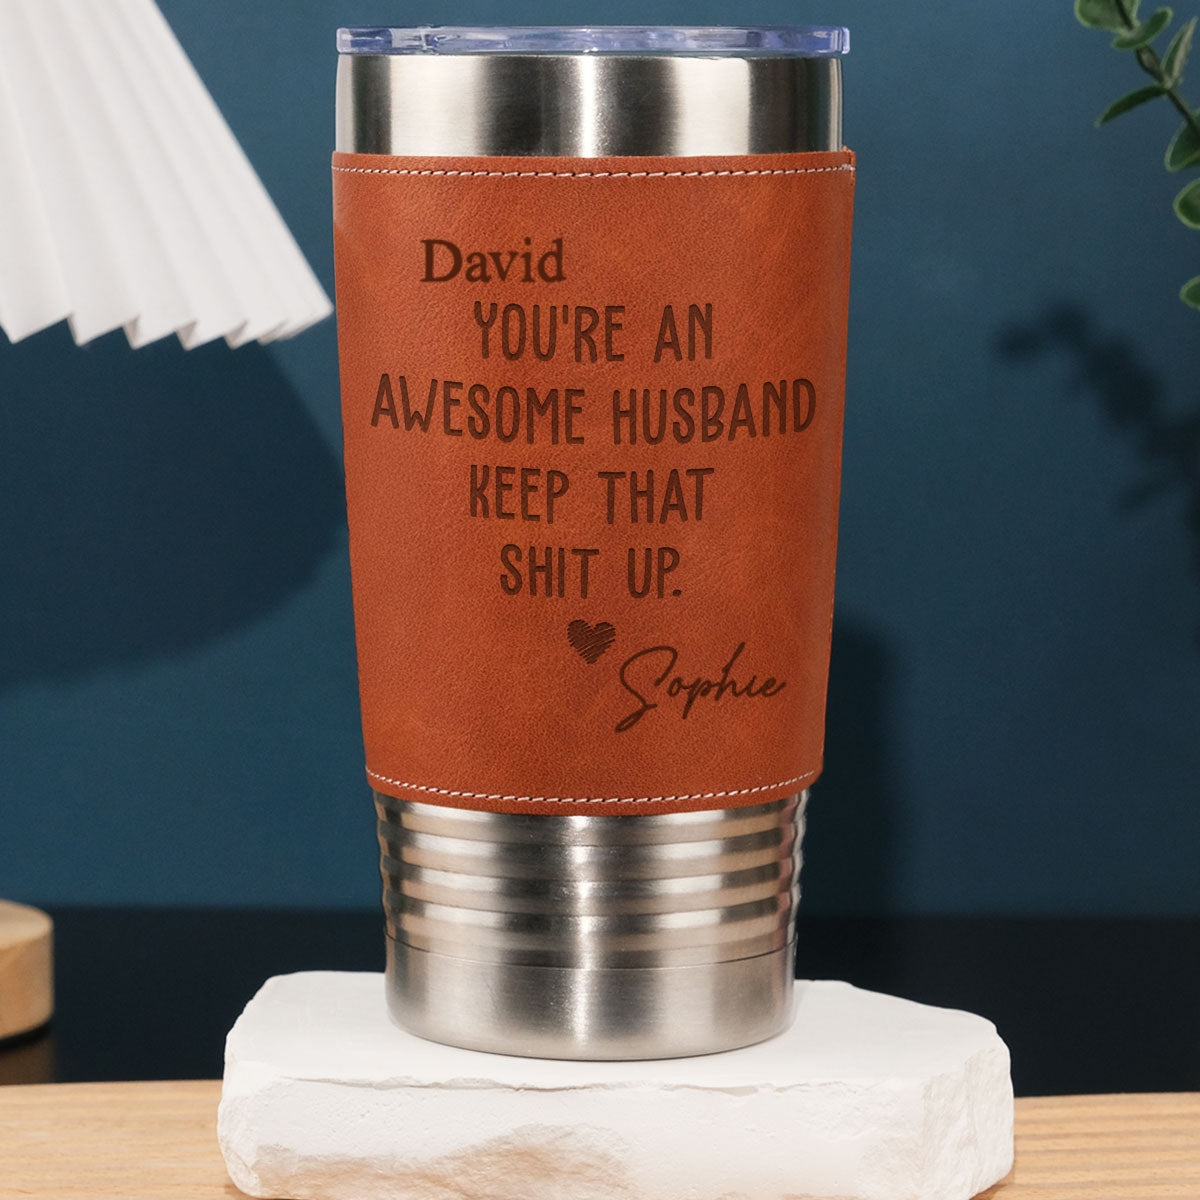 David
YOU'RE AN
AWESOME HUSBAND
KEEP THAT
SHIT UP.
Sophie